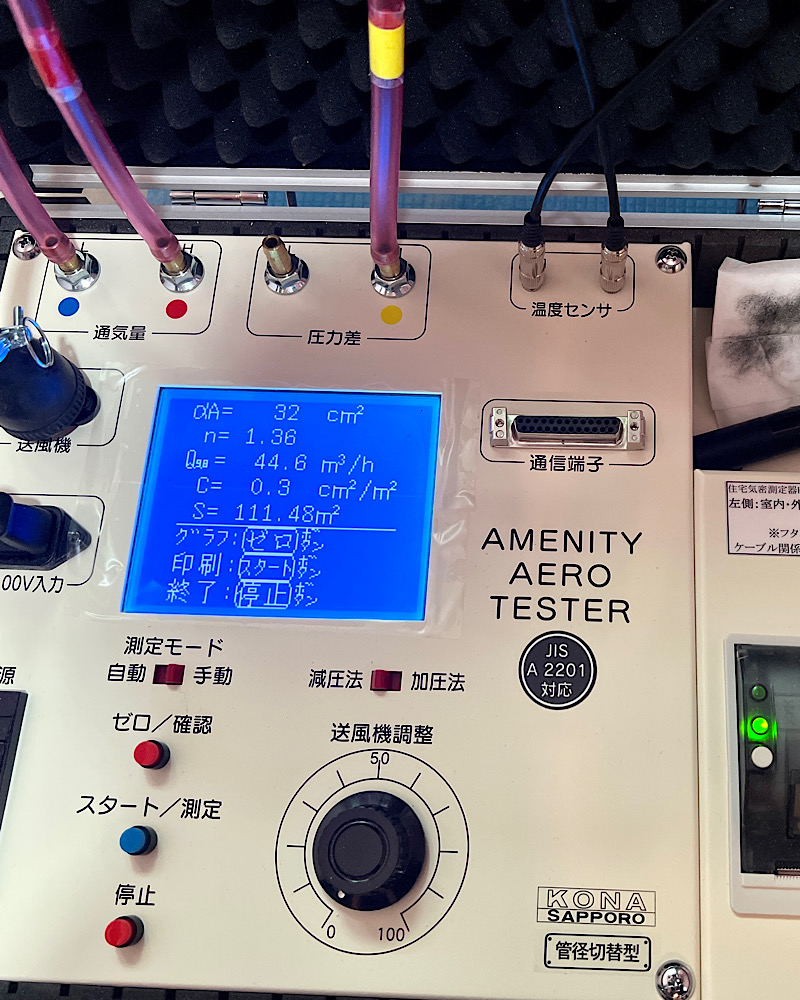 L
H
通気量
圧力差
温度センサ
送風機
00V入力
源
αA= 32 cm²
n= 1.36
Q9.8= 44.6 m³/h
C= 0.3 cm²/m²
S= 111.48m²
グラフ:ゼロボタン
印刷:スタートボタン
終了:停止ボタン
通信端子
AMENITY
AERO
TESTER
JIS
A 2201
対応
住宅気密測定器
左側:室内・外
※フタ
ケーブル関係
測定モード
自動 手動
減圧法 加圧法
ゼロ/確認
スタート/測定
停止
送風機調整
50
0 100
KONA
SAPPORO
管径切替型